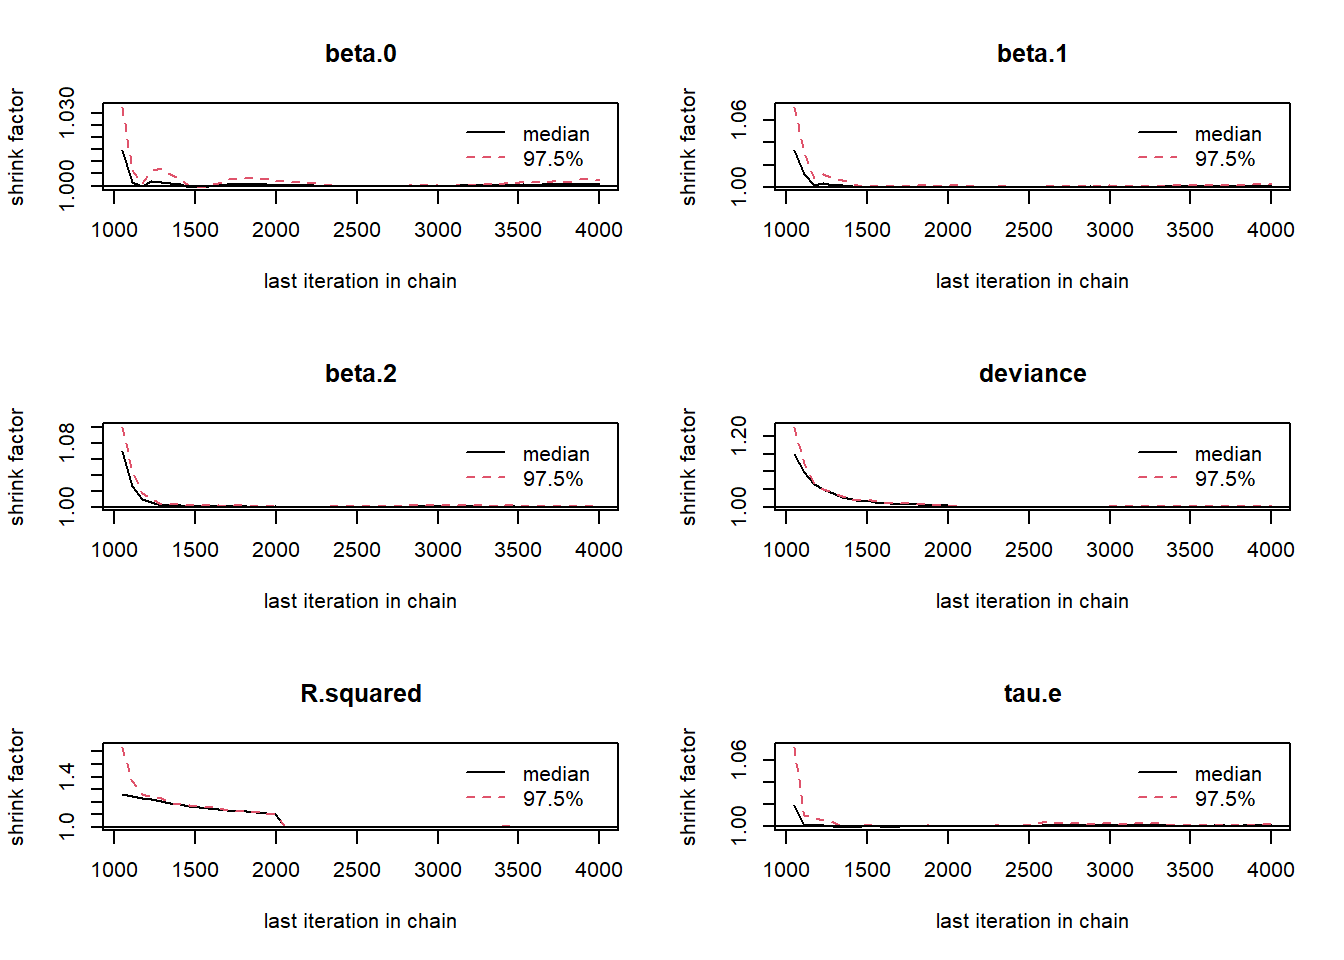 beta.0
shrink factor
1.000 1.030
median
97.5%
1000 1500 2000 2500 3000 3500 4000
last iteration in chain
beta.1
shrink factor
1.00 1.06
median
97.5%
1000 1500 2000 2500 3000 3500 4000
last iteration in chain
beta.2
shrink factor
1.00 1.08
median
97.5%
1000 1500 2000 2500 3000 3500 4000
last iteration in chain
deviance
shrink factor
1.00 1.20
median
97.5%
1000 1500 2000 2500 3000 3500 4000
last iteration in chain
R.squared
shrink factor
1.0 1.4
median
97.5%
1000 1500 2000 2500 3000 3500 4000
last iteration in chain
tau.e
shrink factor
1.00 1.06
median
97.5%
1000 1500 2000 2500 3000 3500 4000
last iteration in chain